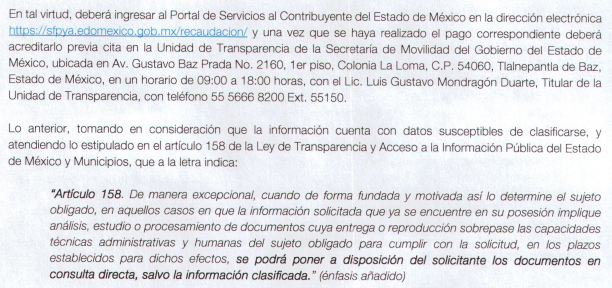 En tal virtud, deberá ingresar al Portal de Servicios al Contribuyente del Estado de México en la dirección electrónica
https://sfpya.edomexico.gob.mx/recaudacion/ y una vez que se haya realizado el pago correspondiente deberá
acreditarlo previa cita en la Unidad de Transparencia de la Secretaría de Movilidad del Gobierno del Estado de
México, ubicada en Av. Gustavo Baz Prada No. 2160, 1er piso, Colonia La Loma, C.P. 54060, Tlalnepantla de Baz,
Estado de México, en un horario de 09:00 a 18:00 horas, con el Lic. Luis Gustavo Mondragón Duarte, Titular de la
Unidad de Transparencia, con teléfono 55 5666 8200 Ext. 55150.
Lo anterior, tomando en consideración que la información cuenta con datos susceptibles de clasificarse, y
atendiendo lo estipulado en el artículo 158 de la Ley de Transparencia y Acceso a la Información Pública del Estado
de México y Municipios, que a la letra indica:
"Artículo 158. De manera excepcional, cuando de forma fundada y motivada así lo determine el sujeto
obligado, en aquellos casos en que la información solicitada que ya se encuentre en su posesión implique
análisis, estudio o procesamiento de documentos cuya entrega o reproducción sobrepase las capacidades
técnicas administrativas y humanas del sujeto obligado para cumplir con la solicitud, en los plazos
establecidos para dichos efectos, se podrá poner a disposición del solicitante los documentos en
consulta directa, salvo la información clasificada." (énfasis añadido)